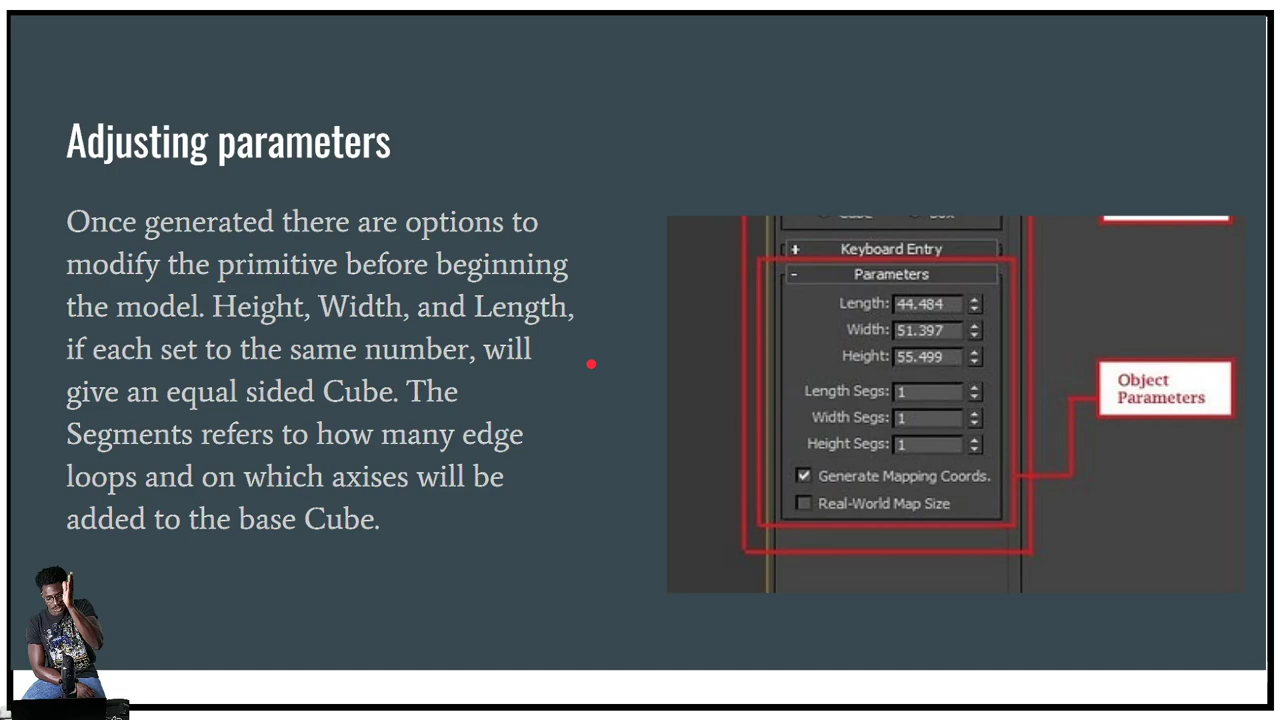 Adjusting parameters
Once generated there are options to
modify the primitive before beginning
the model. Height, Width, and Length,
if each set to the same number, will
give an equal sided Cube. The
Segments refers to how many edge
loops and on which axises will be
added to the base Cube.
Cube Box
+ Keyboard Entry
- Parameters
Length: 44.484
Width: 51.397
Height: 55.499
Length Segs: 1
Width Segs: 1
Height Segs: 1
Generate Mapping Coords.
Real-World Map Size
Object
Parameters